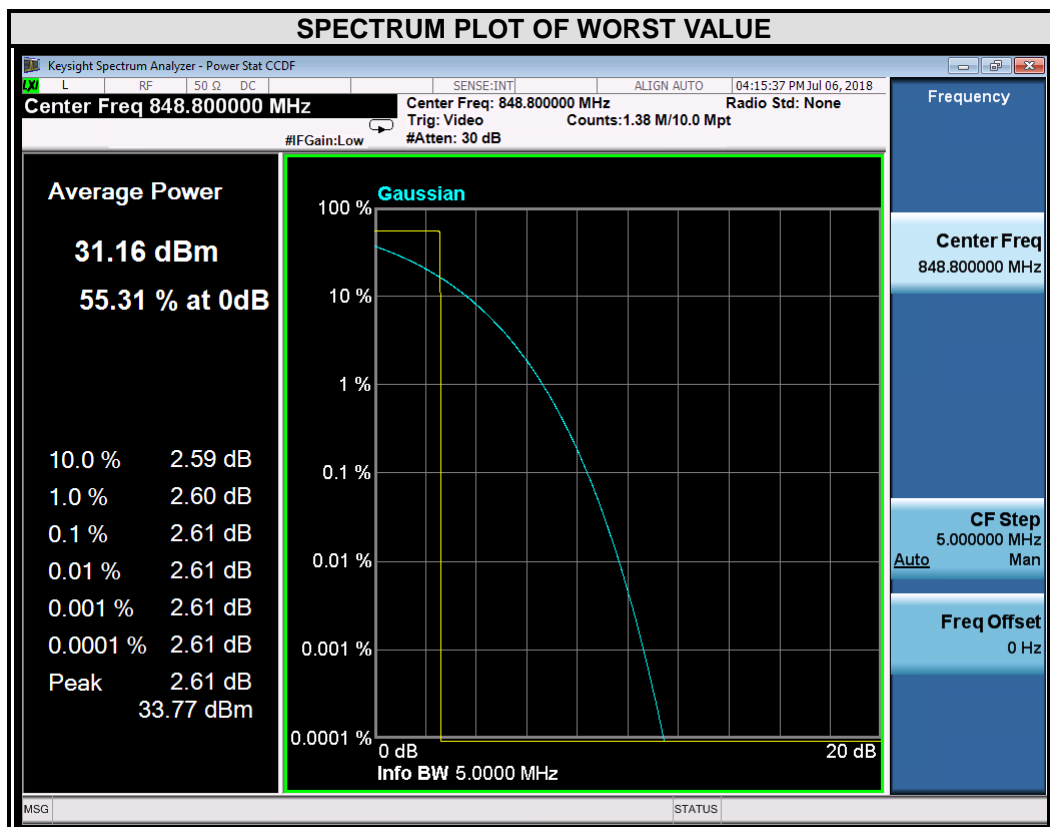 SPECTRUM PLOT OF WORST VALUE
Keysight Spectrum Analyzer - Power Stat CCDF
LXI L RF 50 Ω DC SENSE:INT ALIGN AUTO 04:15:37 PM Jul 06, 2018
Center Freq 848.800000 MHz
Center Freq: 848.800000 MHz Radio Std: None
Trig: Video Counts:1.38 M/10.0 Mpt
#IFGain:Low #Atten: 30 dB
Average Power
31.16 dBm
55.31 % at 0dB
10.0 % 2.59 dB
1.0 % 2.60 dB
0.1 % 2.61 dB
0.01 % 2.61 dB
0.001 % 2.61 dB
0.0001 % 2.61 dB
Peak 2.61 dB
33.77 dBm
Gaussian
100 %
10 %
1 %
0.1 %
0.01 %
0.001 %
0.0001 %
0 dB 20 dB
Info BW 5.0000 MHz
Frequency
Center Freq
848.800000 MHz
CF Step
5.000000 MHz
Auto Man
Freq Offset
0 Hz
MSG STATUS